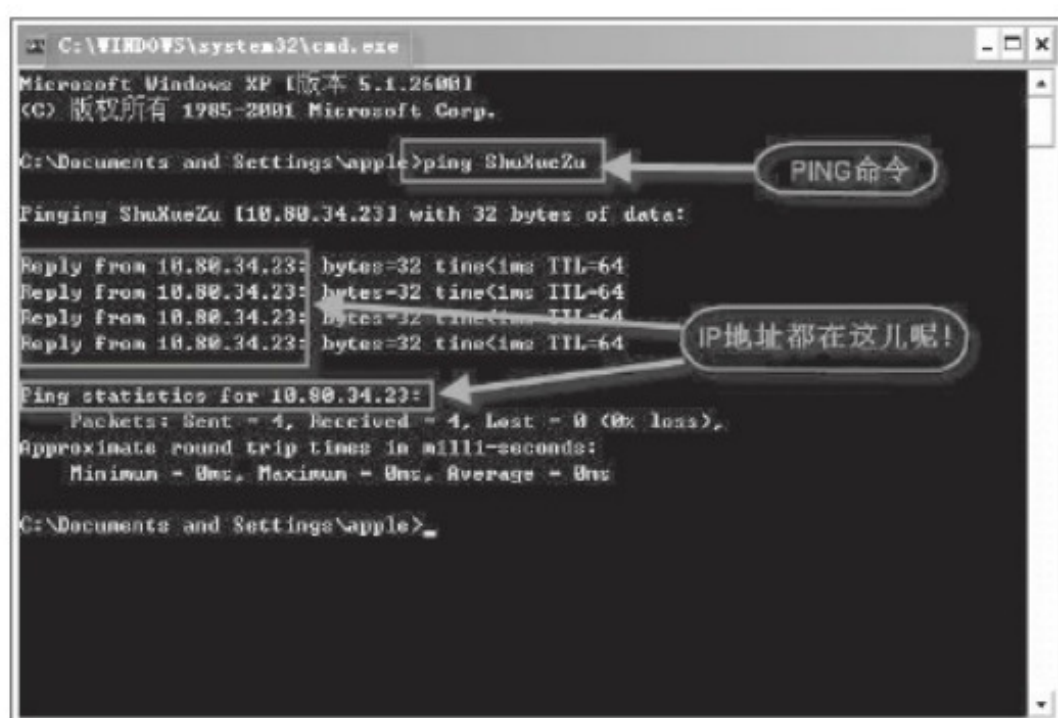 C:\WINDOWS\system32\cmd.exe
Microsoft Windows XP [版本 5.1.2600]
(C) 版权所有 1985-2001 Microsoft Corp.
C:\Documents and Settings\apple>ping ShuXueZu
PING命令
Pinging ShuXueZu [10.80.34.23] with 32 bytes of data:
Reply from 10.80.34.23: bytes=32 time<1ms TTL=64
Reply from 10.80.34.23: bytes=32 time<1ms TTL=64
Reply from 10.80.34.23: bytes=32 time<1ms TTL=64
Reply from 10.80.34.23: bytes=32 time<1ms TTL=64
IP地址都在这儿呢!
Ping statistics for 10.80.34.23:
Packets: Sent = 4, Received = 4, Lost = 0 (0% loss),
Approximate round trip times in milli-seconds:
Minimum = 0ms, Maximum = 0ms, Average = 0ms
C:\Documents and Settings\apple>_